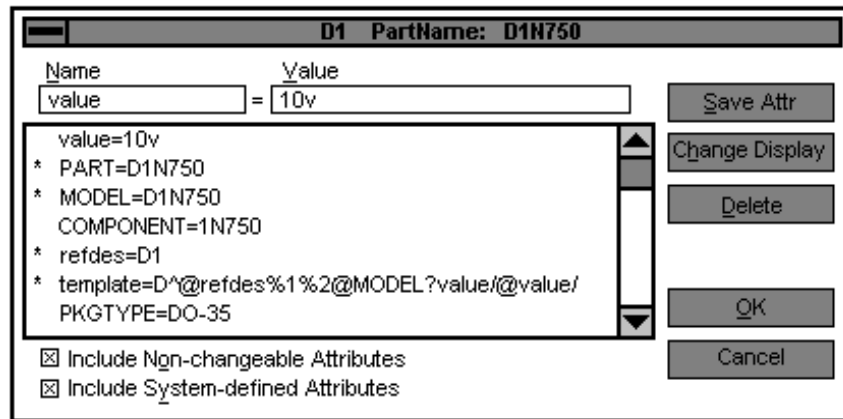 D1 PartName: D1N750
Name Value
value = 10v
Save Attr
value=10v
Change Display
* PART=D1N750
* MODEL=D1N750
Delete
COMPONENT=1N750
* refdes=D1
* template=D^@refdes%1%2@MODEL?value/@value/
OK
PKGTYPE=DO-35
Include Non-changeable Attributes
Cancel
Include System-defined Attributes